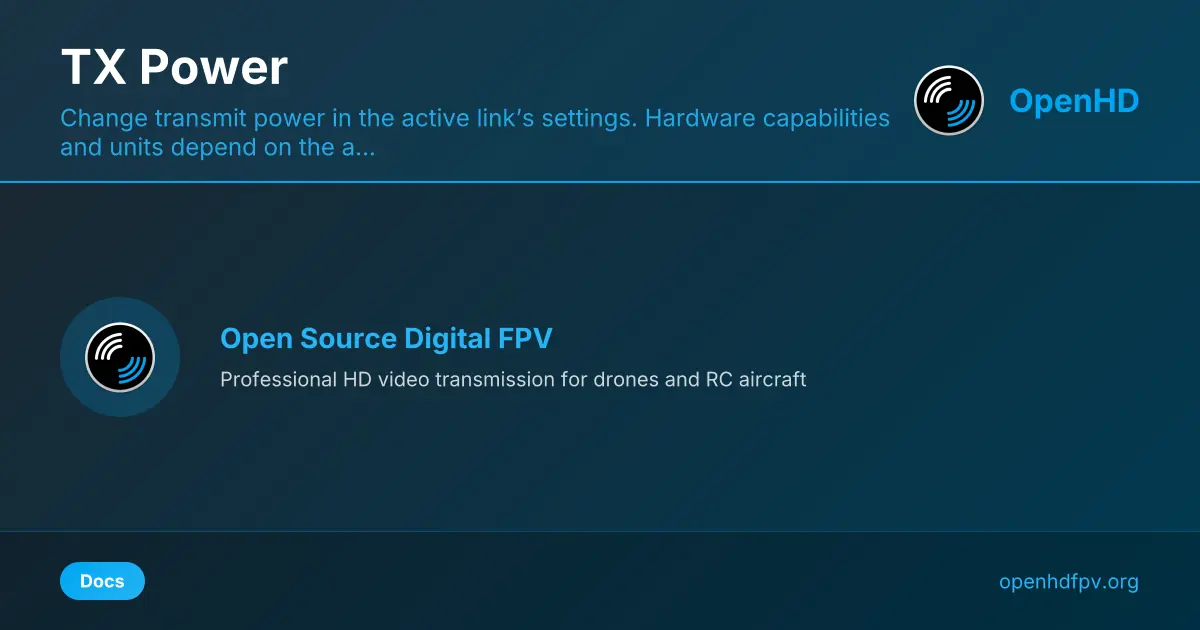 TX Power
Change transmit power in the active link’s settings. Hardware capabilities
and units depend on the a...
OpenHD
Open Source Digital FPV
Professional HD video transmission for drones and RC aircraft
Docs
openhdfpv.org